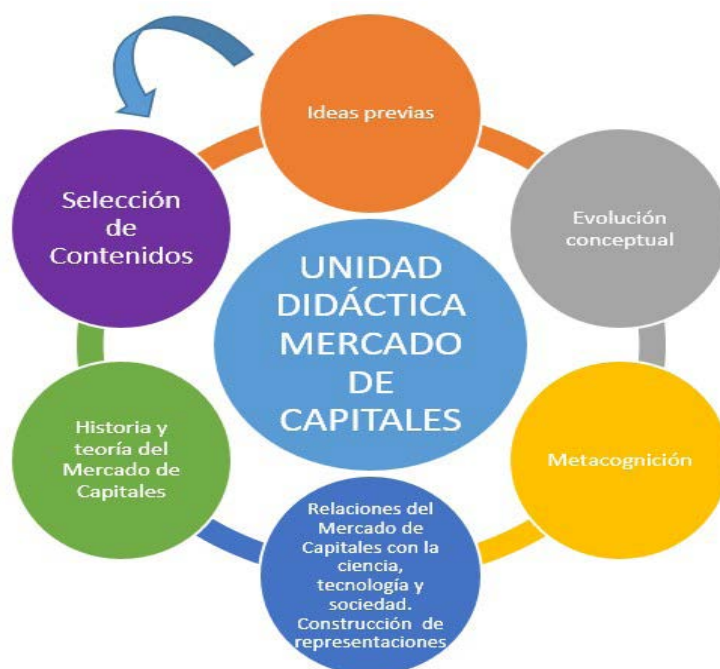 Ideas previas
Selección
de
Contenidos
Evolución
conceptual
UNIDAD
DIDÁCTICA
MERCADO
DE
CAPITALES
Historia y
teoría del
Mercado de
Capitales
Metacognición
Relaciones del
Mercado de
Capitales con la
ciencia,
tecnología y
sociedad.
Construcción de
representaciones